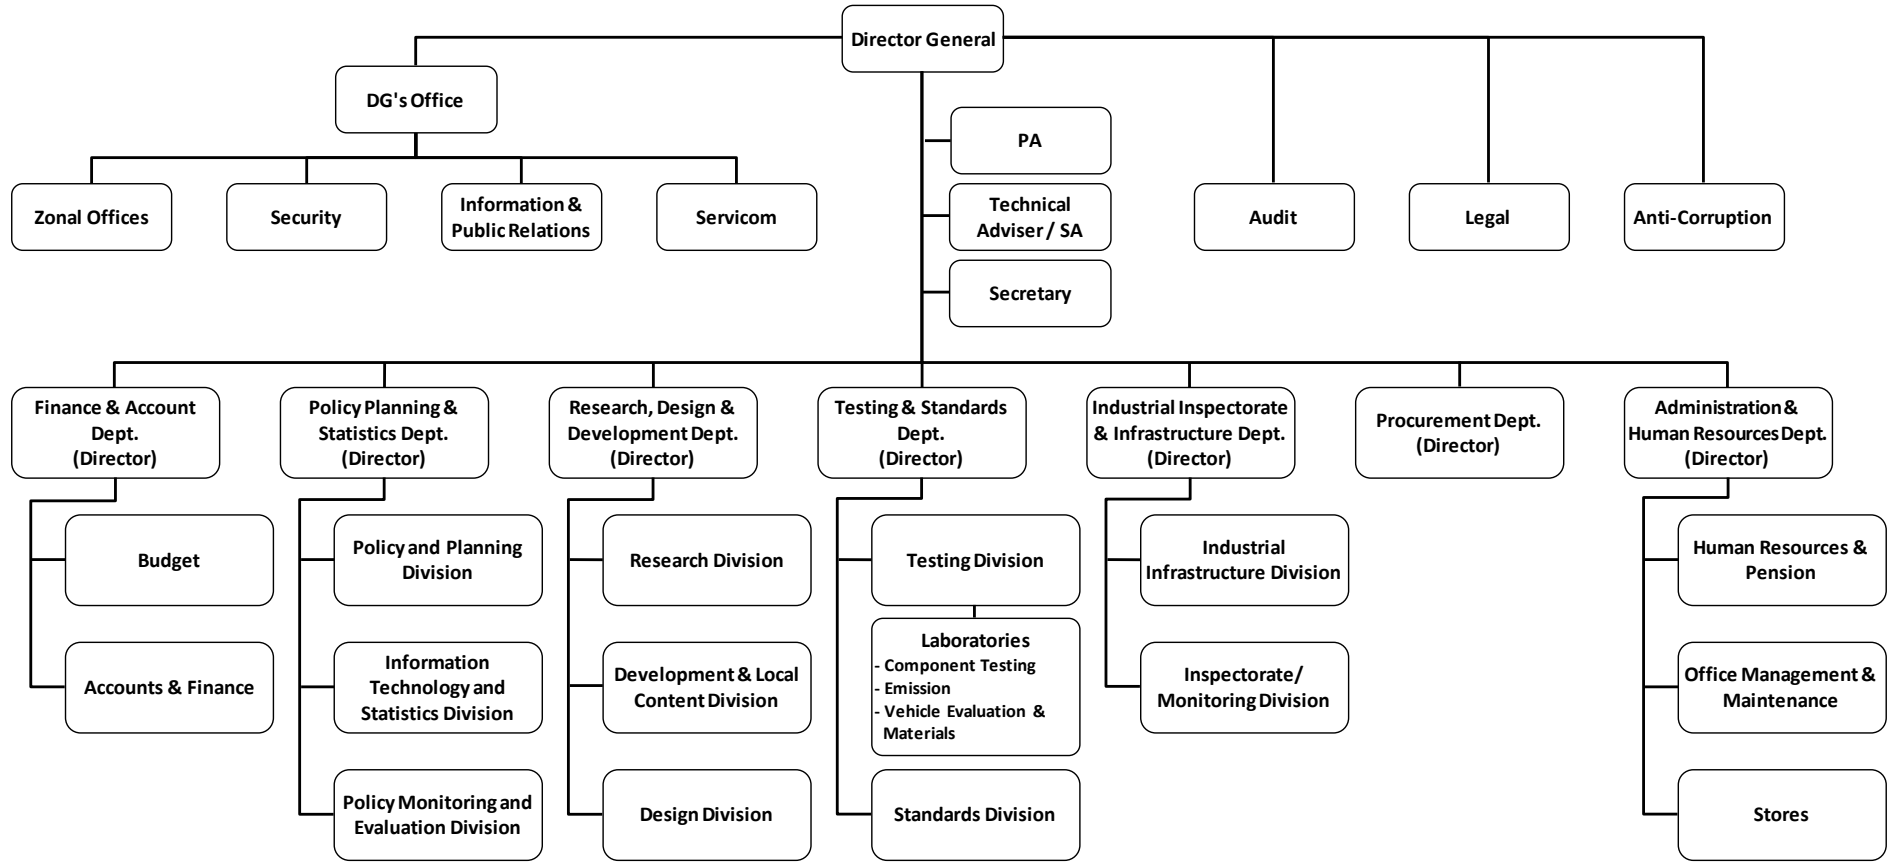 Director General
DG's Office
PA
Zonal Offices
Security
Information &
Public Relations
Servicom
Technical
Adviser / SA
Audit
Legal
Anti-Corruption
Secretary
Finance & Account
Dept.
(Director)
Policy Planning &
Statistics Dept.
(Director)
Research, Design &
Development Dept.
(Director)
Testing & Standards
Dept.
(Director)
Industrial Inspectorate
& Infrastructure Dept.
(Director)
Procurement Dept.
(Director)
Administration &
Human Resources Dept.
(Director)
Budget
Policy and Planning
Division
Research Division
Testing Division
Industrial
Infrastructure Division
Human Resources &
Pension
Accounts & Finance
Information
Technology and
Statistics Division
Development & Local
Content Division
Laboratories
- Component Testing
- Emission
- Vehicle Evaluation &
Materials
Inspectorate/
Monitoring Division
Office Management &
Maintenance
Policy Monitoring and
Evaluation Division
Design Division
Standards Division
Stores